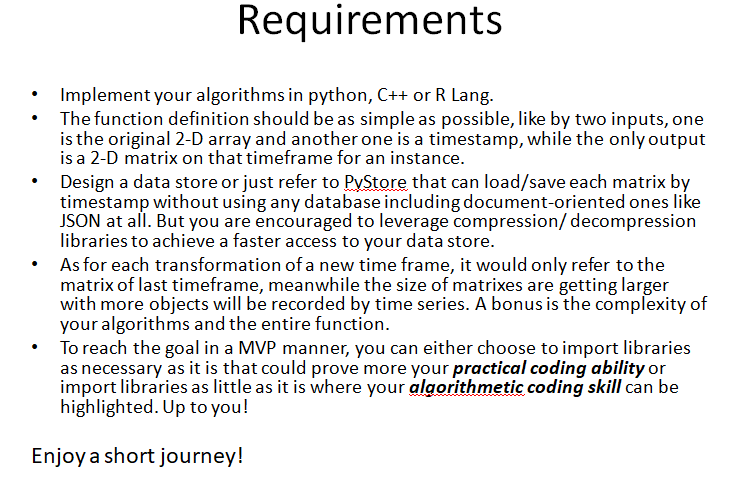 Requirements
• Implement your algorithms in python, C++ or R Lang.
• The function definition should be as simple as possible, like by two inputs, one
is the original 2-D array and another one is a timestamp, while the only output
is a 2-D matrix on that timeframe for an instance.
• Design a data store or just refer to PyStore that can load/save each matrix by
timestamp without using any database including document-oriented ones like
JSON at all. But you are encouraged to leverage compression/ decompression
libraries to achieve a faster access to your data store.
• As for each transformation of a new time frame, it would only refer to the
matrix of last timeframe, meanwhile the size of matrixes are getting larger
with more objects will be recorded by time series. A bonus is the complexity of
your algorithms and the entire function.
• To reach the goal in a MVP manner, you can either choose to import libraries
as necessary as it is that could prove more your practical coding ability or
import libraries as little as it is where your algorithmetic coding skill can be
highlighted. Up to you!
Enjoy a short journey!